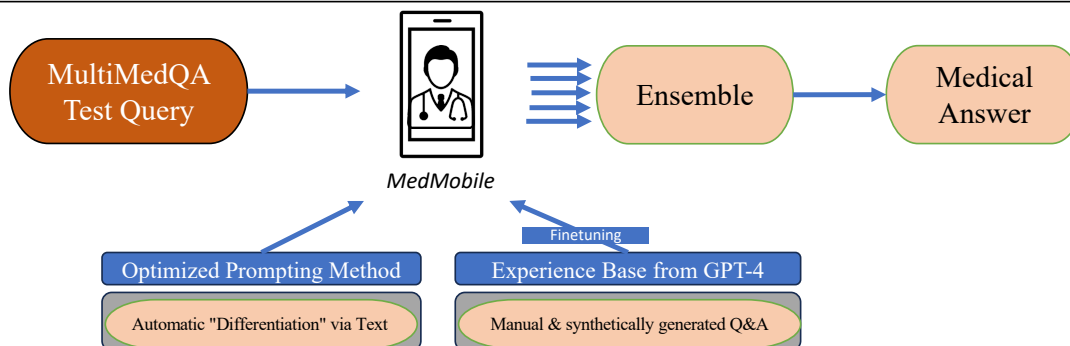 MultiMedQA
Test Query
Ensemble
Medical
Answer
MedMobile
Finetuning
Optimized Prompting Method
Experience Base from GPT-4
Automatic "Differentiation" via Text
Manual & synthetically generated Q&A